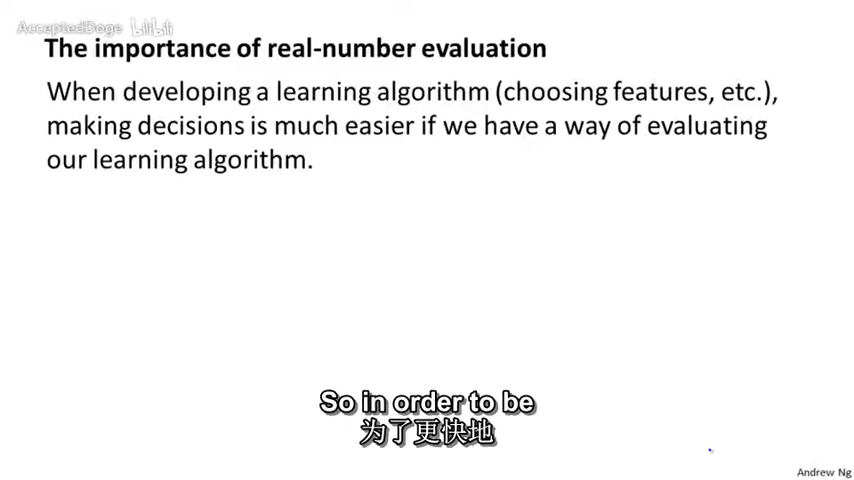 AcceptedDoge bilibili
The importance of real-number evaluation
When developing a learning algorithm (choosing features, etc.),
making decisions is much easier if we have a way of evaluating
our learning algorithm.
So in order to be
为了更快地
Andrew Ng